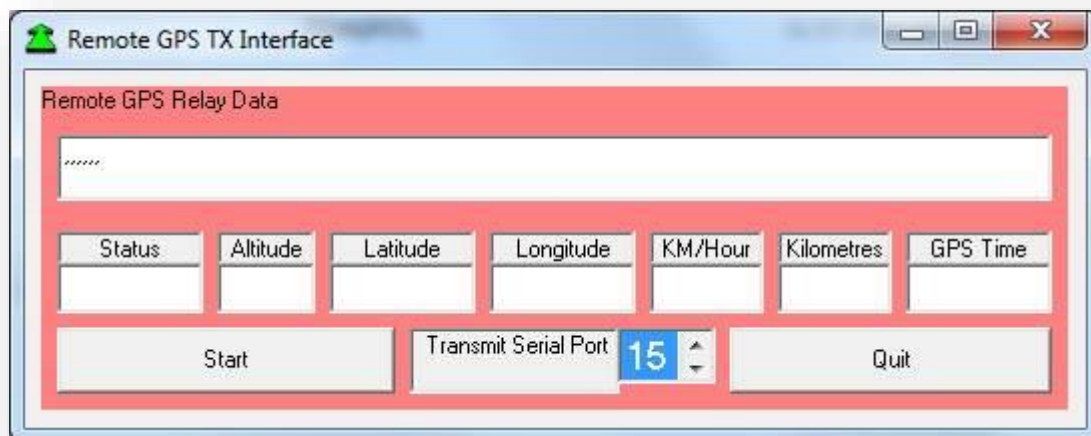 Remote GPS TX Interface
Remote GPS Relay Data
,,,,,,
Status Altitude Latitude Longitude KM/Hour Kilometres GPS Time
Start Transmit Serial Port 15 Quit